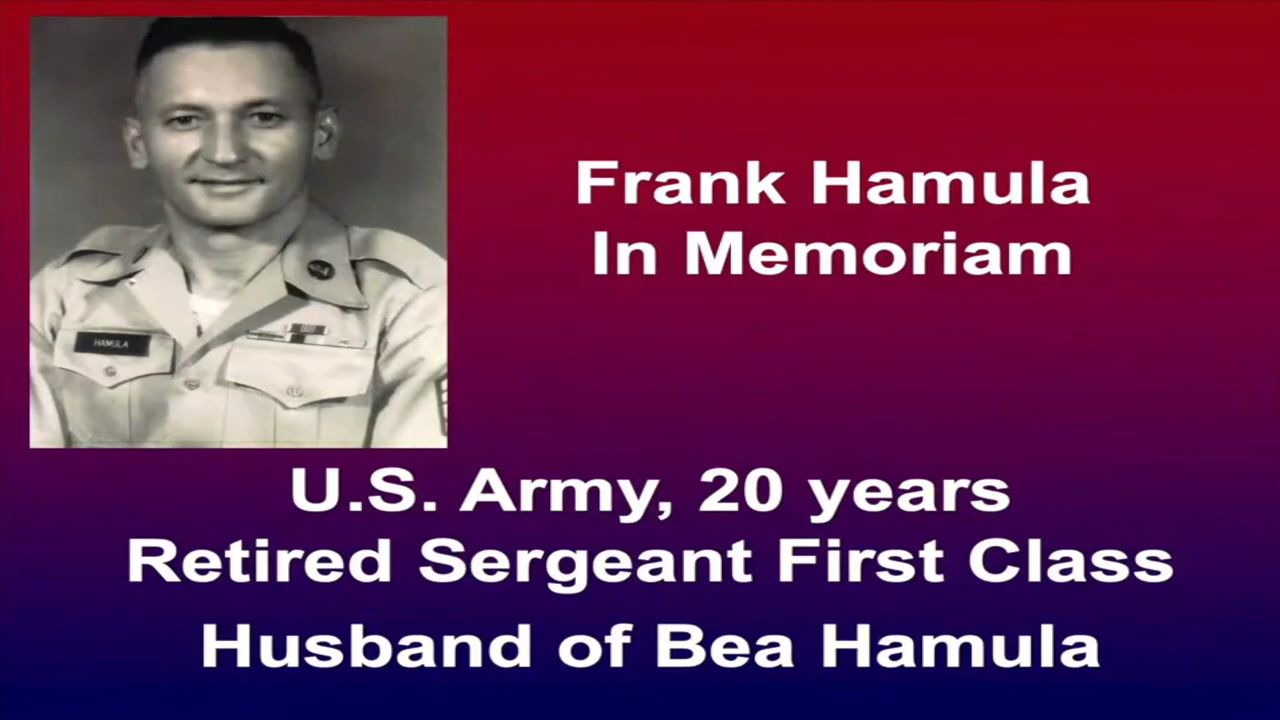 HAMULA
Frank Hamula
In Memoriam
U.S. Army, 20 years
Retired Sergeant First Class
Husband of Bea Hamula